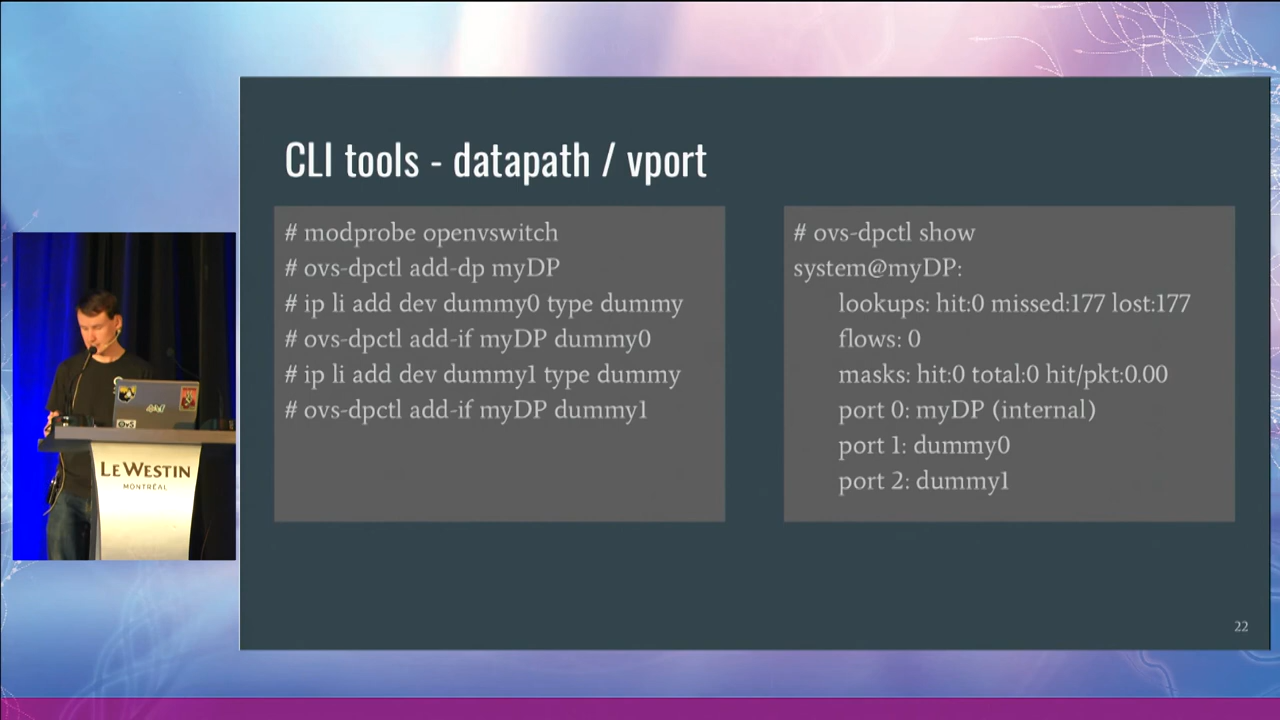 CLI tools - datapath / vport
# modprobe openvswitch
# ovs-dpctl add-dp myDP
# ip li add dev dummy0 type dummy
# ovs-dpctl add-if myDP dummy0
# ip li add dev dummy1 type dummy
# ovs-dpctl add-if myDP dummy1
# ovs-dpctl show
system@myDP:
lookups: hit:0 missed:177 lost:177
flows: 0
masks: hit:0 total:0 hit/pkt:0.00
port 0: myDP (internal)
port 1: dummy0
port 2: dummy1
22
LE WESTIN
MONTRÉAL